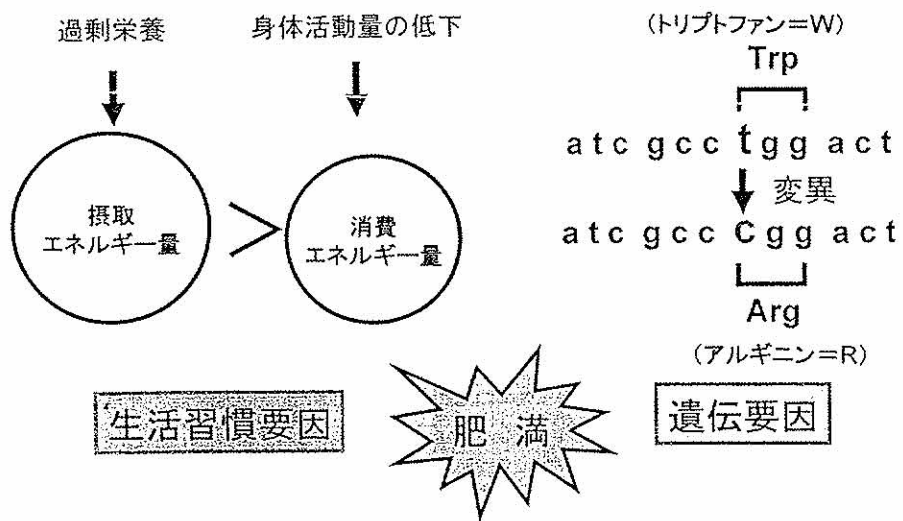 過剰栄養
身体活動量の低下
摂取
エネルギー量
>
消費
エネルギー量
(トリプトファン=W)
Trp
atc gcc tgg act
変異
atc gcc cgg act
Arg
(アルギニン=R)
生活習慣要因
肥 満
遺伝要因